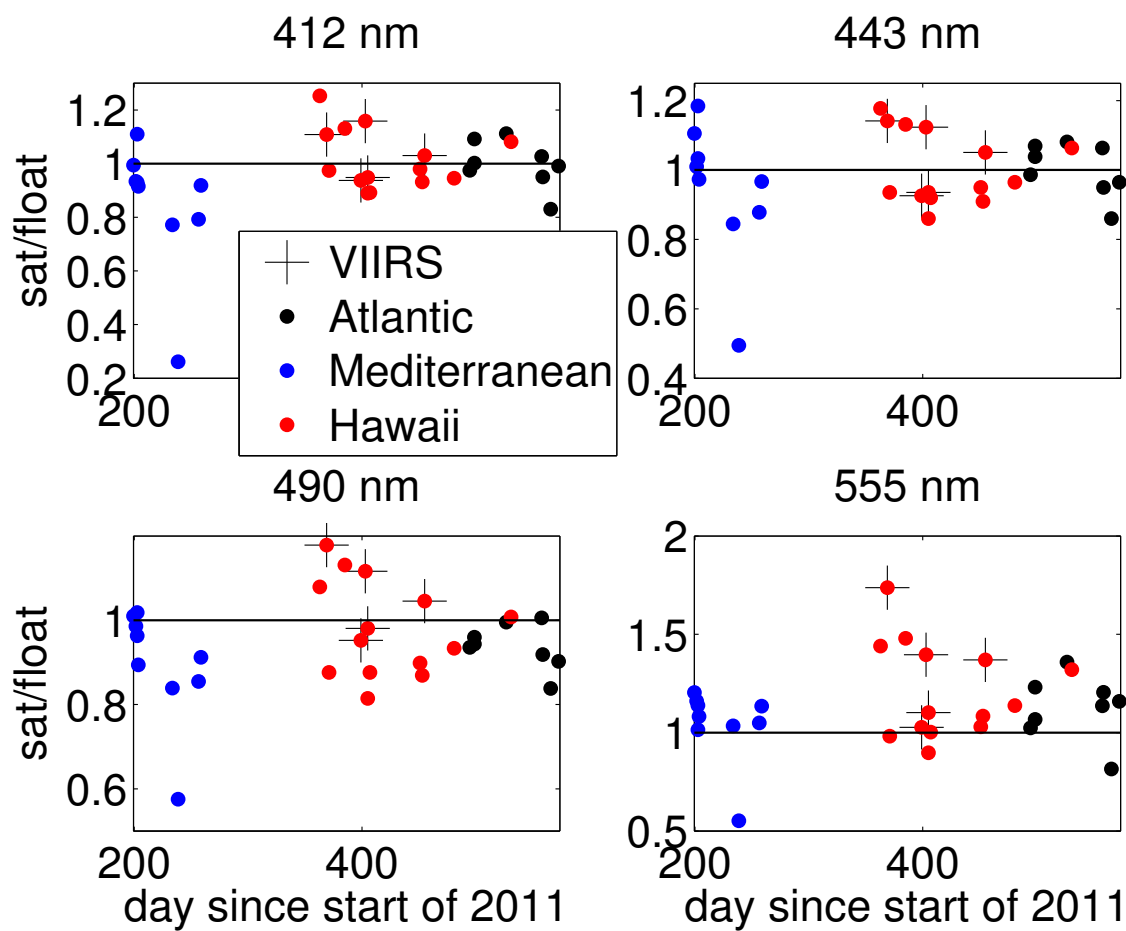 412 nm
443 nm
sat/float
1.2
1
0.8
0.6
0.4
0.2
200
VIIRS
Atlantic
Mediterranean
Hawaii
1.2
1
0.8
0.6
0.4
200
400
490 nm
555 nm
sat/float
1
0.8
0.6
200
400
day since start of 2011
2
1.5
1
0.5
200
400
day since start of 2011